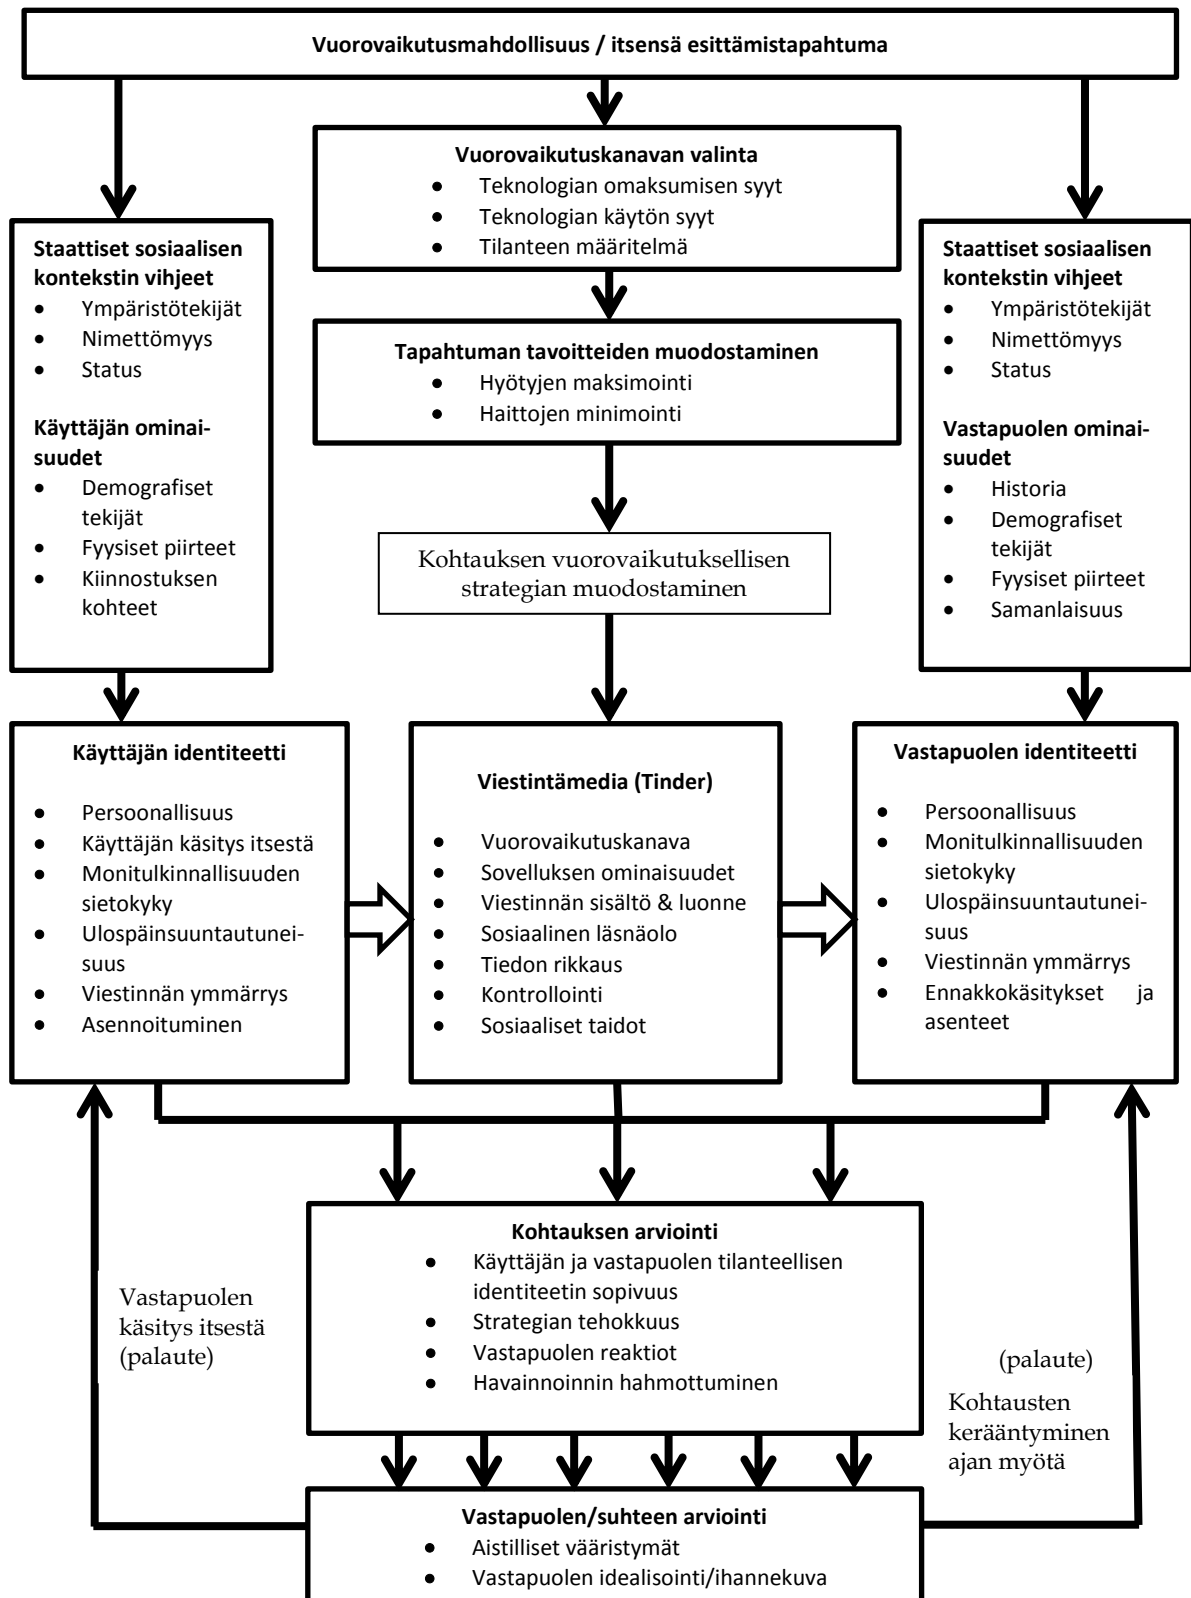 Vuorovaikutusmahdollisuus / itsensä esittämistapahtuma
Vuorovaikutuskanavan valinta
• Teknologian omaksumisen syyt
• Teknologian käytön syyt
• Tilanteen määritelmä
Staattiset sosiaalisen
kontekstin vihjeet
• Ympäristötekijät
• Nimettömyys
• Status
Käyttäjän ominai-
suudet
• Demografiset
tekijät
• Fyysiset piirteet
• Kiinnostuksen
kohteet
Tapahtuman tavoitteiden muodostaminen
• Hyötyjen maksimointi
• Haittojen minimointi
Kohtauksen vuorovaikutuksellisen
strategian muodostaminen
Staattiset sosiaalisen
kontekstin vihjeet
• Ympäristötekijät
• Nimettömyys
• Status
Vastapuolen ominai-
suudet
• Historia
• Demografiset
tekijät
• Fyysiset piirteet
• Samanlaisuus
Käyttäjän identiteetti
• Persoonallisuus
• Käyttäjän käsitys itsestä
• Monitulkinnallisuuden
sietokyky
• Ulospäinsuuntautunei-
suus
• Viestinnän ymmärrys
• Asennoituminen
Viestintämedia (Tinder)
• Vuorovaikutuskanava
• Sovelluksen ominaisuudet
• Viestinnän sisältö & luonne
• Sosiaalinen läsnäolo
• Tiedon rikkaus
• Kontrollointi
• Sosiaaliset taidot
Vastapuolen identiteetti
• Persoonallisuus
• Monitulkinnallisuuden
sietokyky
• Ulospäinsuuntautunei-
suus
• Viestinnän ymmärrys
• Ennakkokäsitykset ja
asenteet
Kohtauksen arviointi
• Käyttäjän ja vastapuolen tilanteellisen
identiteetin sopivuus
• Strategian tehokkuus
• Vastapuolen reaktiot
• Havainnoinnin hahmottuminen
Vastapuolen
käsitys itsestä
(palaute)
(palaute)
Kohtausten
kerääntyminen
ajan myötä
Vastapuolen/suhteen arviointi
• Aistilliset vääristymät
• Vastapuolen idealisointi/ihannekuva